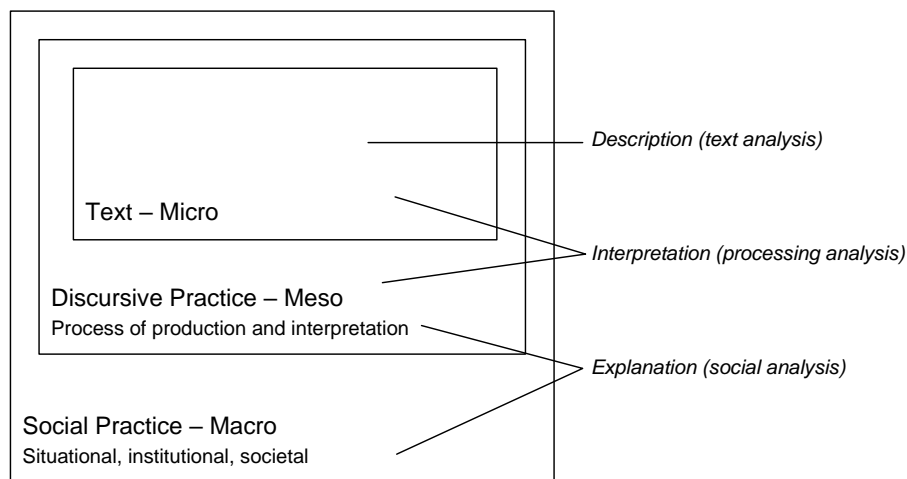 Description (text analysis)
Text – Micro
Interpretation (processing analysis)
Discursive Practice – Meso
Process of production and interpretation
Explanation (social analysis)
Social Practice – Macro
Situational, institutional, societal